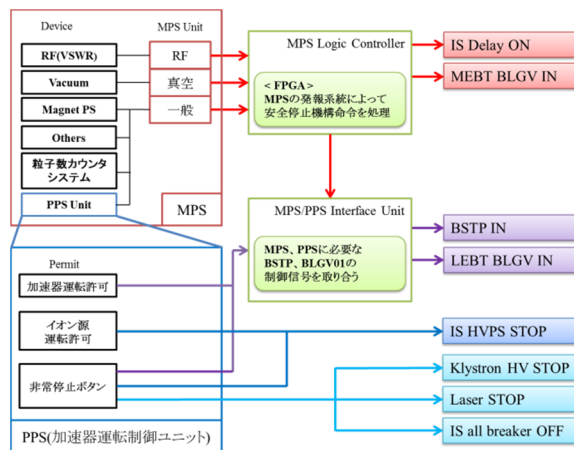 Device
MPS Unit
RF(VSWR)
RF
Vacuum
真空
Magnet PS
一般
Others
粒子数カウンタ
システム
PPS Unit
MPS
MPS Logic Controller
< FPGA>
MPSの発報系統によって
安全停止機構命令を処理
IS Delay ON
MEBT BLGV IN
MPS/PPS Interface Unit
MPS、PPSに必要な
BSTP、BLGV01の
制御信号を取り合う
BSTP IN
LEBT BLGV IN
Permit
加速器運転許可
イオン源
運転許可
非常停止ボタン
PPS(加速器運転制御ユニット)
IS HVPS STOP
Klystron HV STOP
Laser STOP
IS all breaker OFF